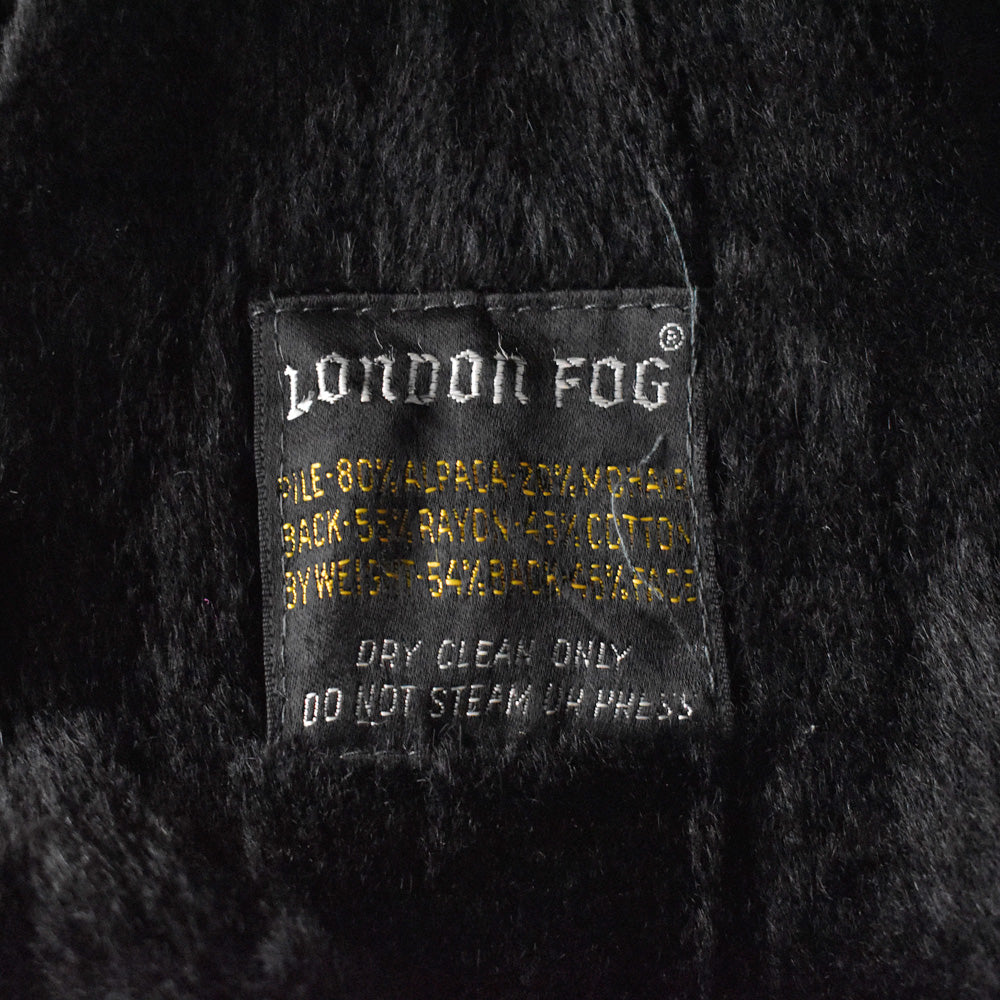 LONDON FOG®
PILE-80% ALPACA-20% MOHAIR
BACK-55% RAYON-45% COTTON
BY WEIGHT-54% BACK-46% FACE
DRY CLEAN ONLY
DO NOT STEAM OR PRESS